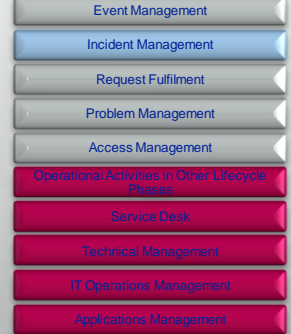 Event Management
Incident Management
Request Fulfilment
Problem Management
Access Management
Operational Activities in Other Lifecycle
Phases
Service Desk
Technical Management
IT Operations Management
Applications Management